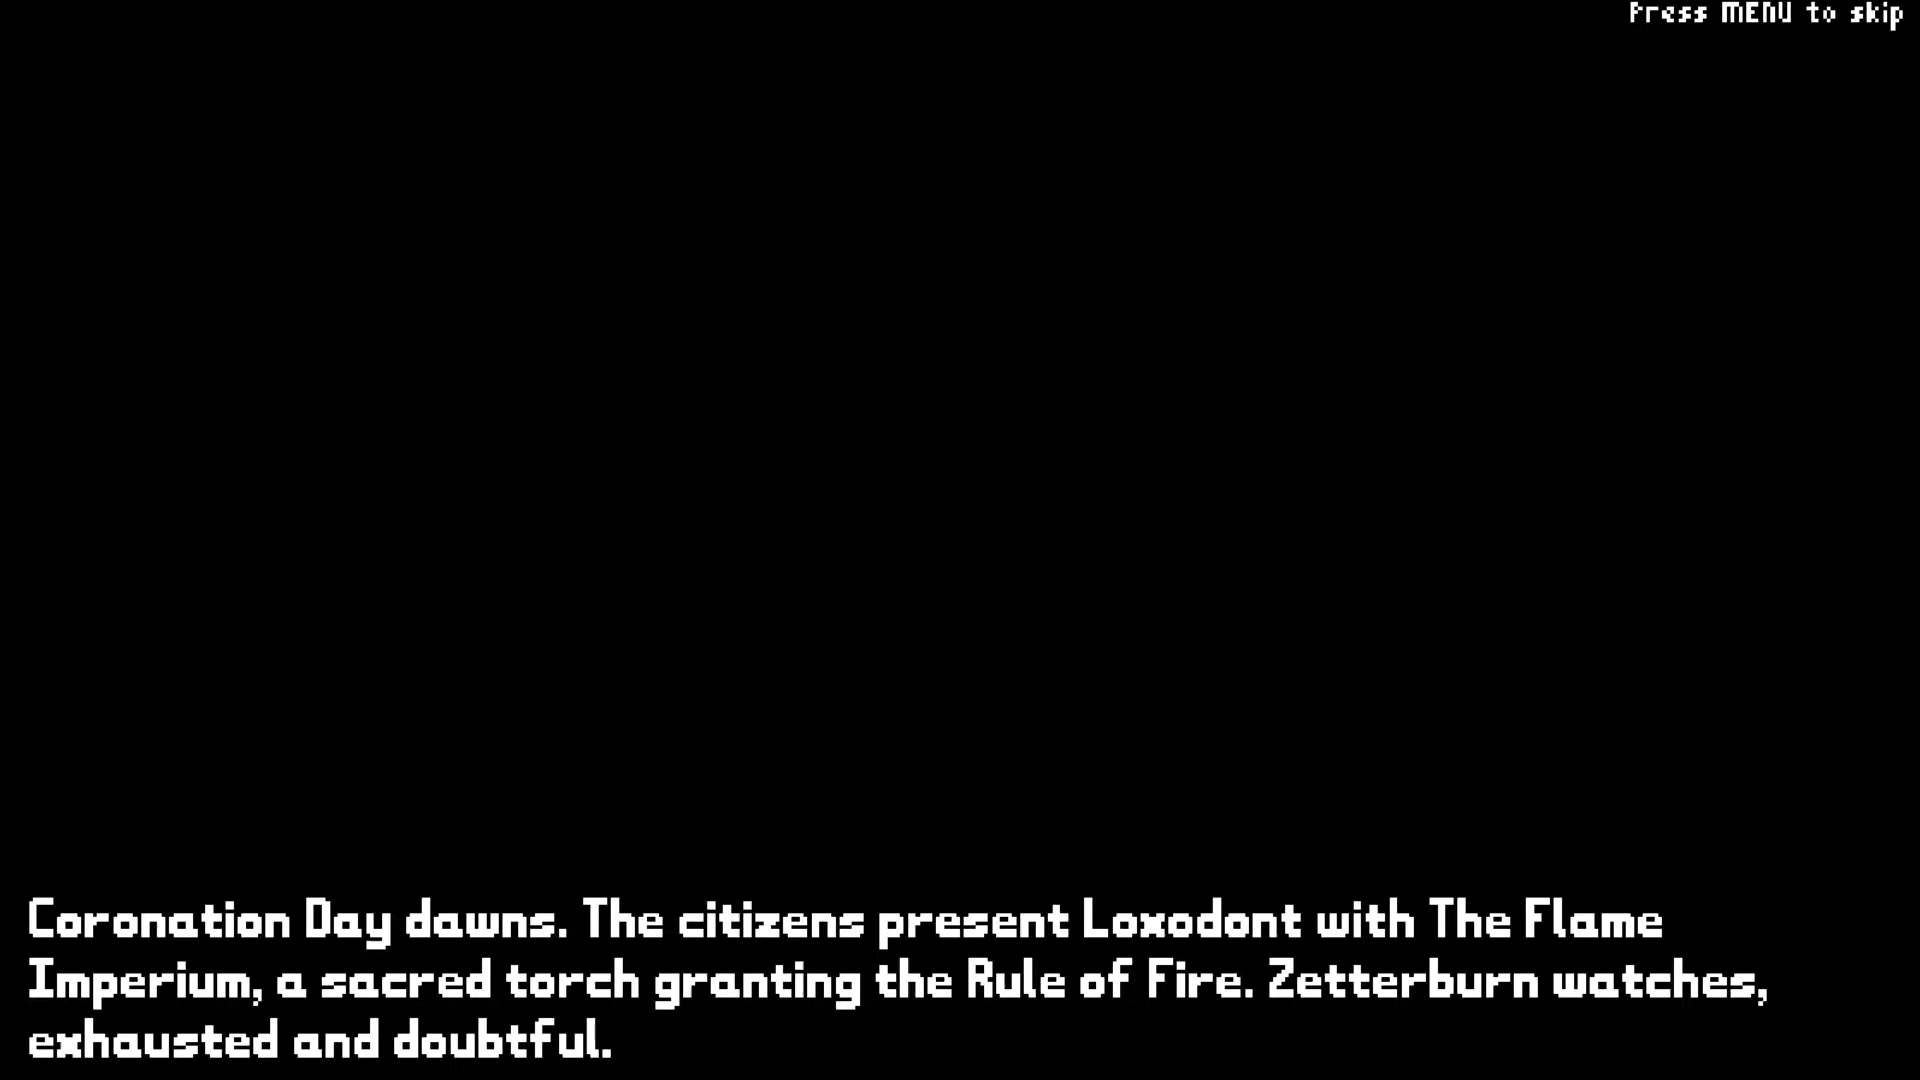 Press MENU to skip
Coronation Day dawns. The citizens present Loxodont with The Flame
Imperium, a sacred torch granting the Rule of Fire. Zetterburn watches,
exhausted and doubtful.